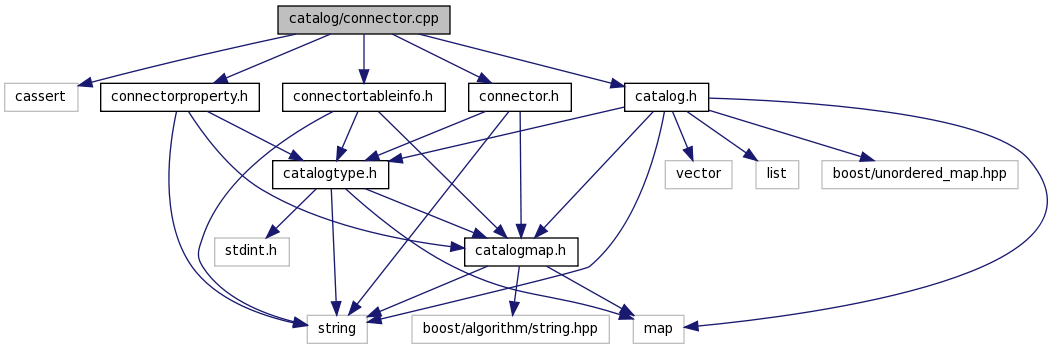 catalog/connector.cpp
cassert
connectorproperty.h
connectortableinfo.h
connector.h
catalog.h
catalogtype.h
vector
list
boost/unordered_map.hpp
stdint.h
catalogmap.h
string
boost/algorithm/string.hpp
map